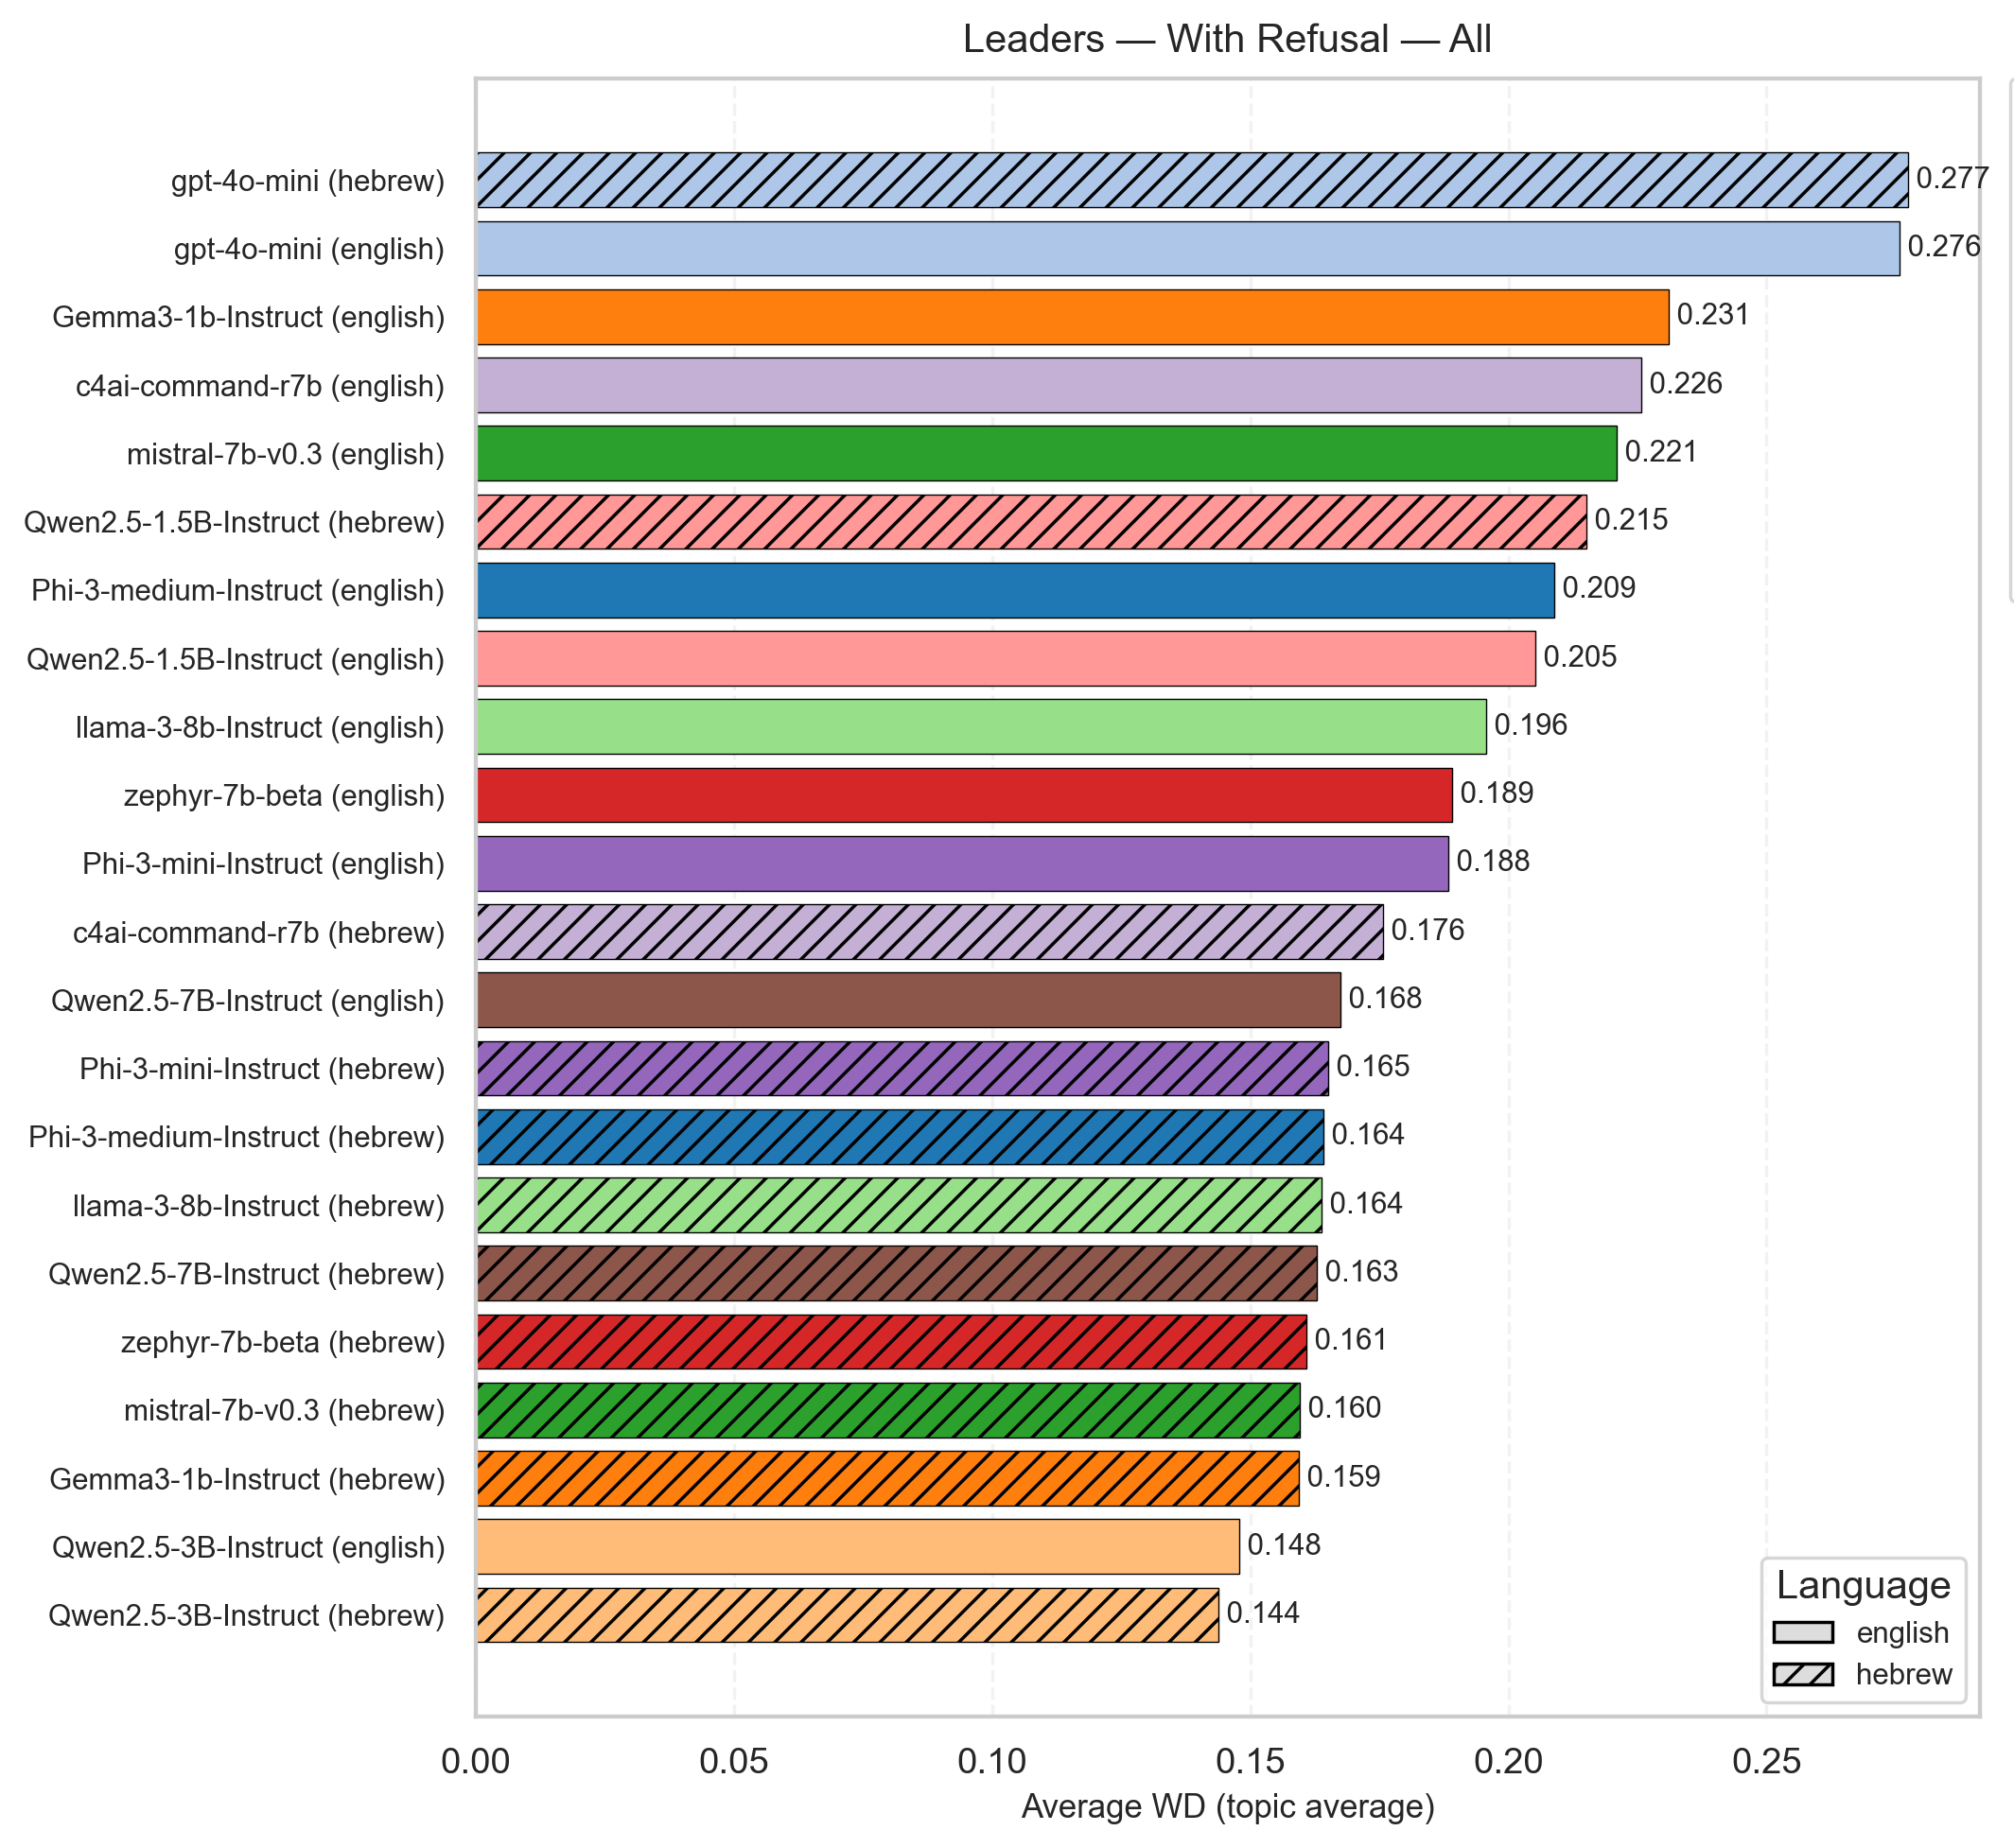 Leaders — With Refusal — All
gpt-4o-mini (hebrew) 0.277
gpt-4o-mini (english) 0.276
Gemma3-1b-Instruct (english) 0.231
c4ai-command-r7b (english) 0.226
mistral-7b-v0.3 (english) 0.221
Qwen2.5-1.5B-Instruct (hebrew) 0.215
Phi-3-medium-Instruct (english) 0.209
Qwen2.5-1.5B-Instruct (english) 0.205
llama-3-8b-Instruct (english) 0.196
zephyr-7b-beta (english) 0.189
Phi-3-mini-Instruct (english) 0.188
c4ai-command-r7b (hebrew) 0.176
Qwen2.5-7B-Instruct (english) 0.168
Phi-3-mini-Instruct (hebrew) 0.165
Phi-3-medium-Instruct (hebrew) 0.164
llama-3-8b-Instruct (hebrew) 0.164
Qwen2.5-7B-Instruct (hebrew) 0.163
zephyr-7b-beta (hebrew) 0.161
mistral-7b-v0.3 (hebrew) 0.160
Gemma3-1b-Instruct (hebrew) 0.159
Qwen2.5-3B-Instruct (english) 0.148
Qwen2.5-3B-Instruct (hebrew) 0.144
Language
english
hebrew
0.00 0.05 0.10 0.15 0.20 0.25
Average WD (topic average)